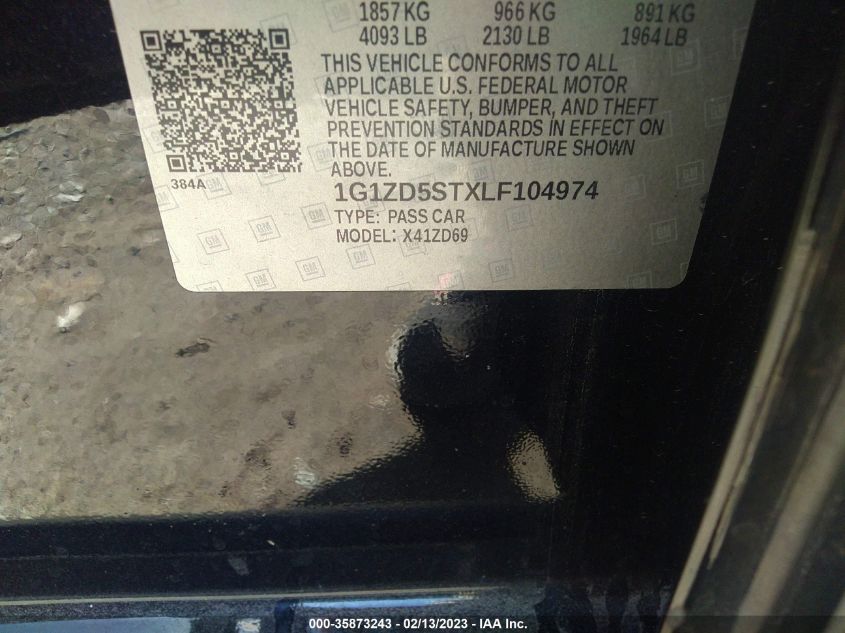 1857 KG 966 KG 891 KG
4093 LB 2130 LB 1964 LB
THIS VEHICLE CONFORMS TO ALL
APPLICABLE U.S. FEDERAL MOTOR
VEHICLE SAFETY, BUMPER, AND THEFT
PREVENTION STANDARDS IN EFFECT ON
THE DATE OF MANUFACTURE SHOWN
ABOVE.
384A
1G1ZD5STXLF104974
TYPE: PASS CAR
MODEL: X41ZD69
GM
000-35873243 - 02/13/2023 - IAA Inc.